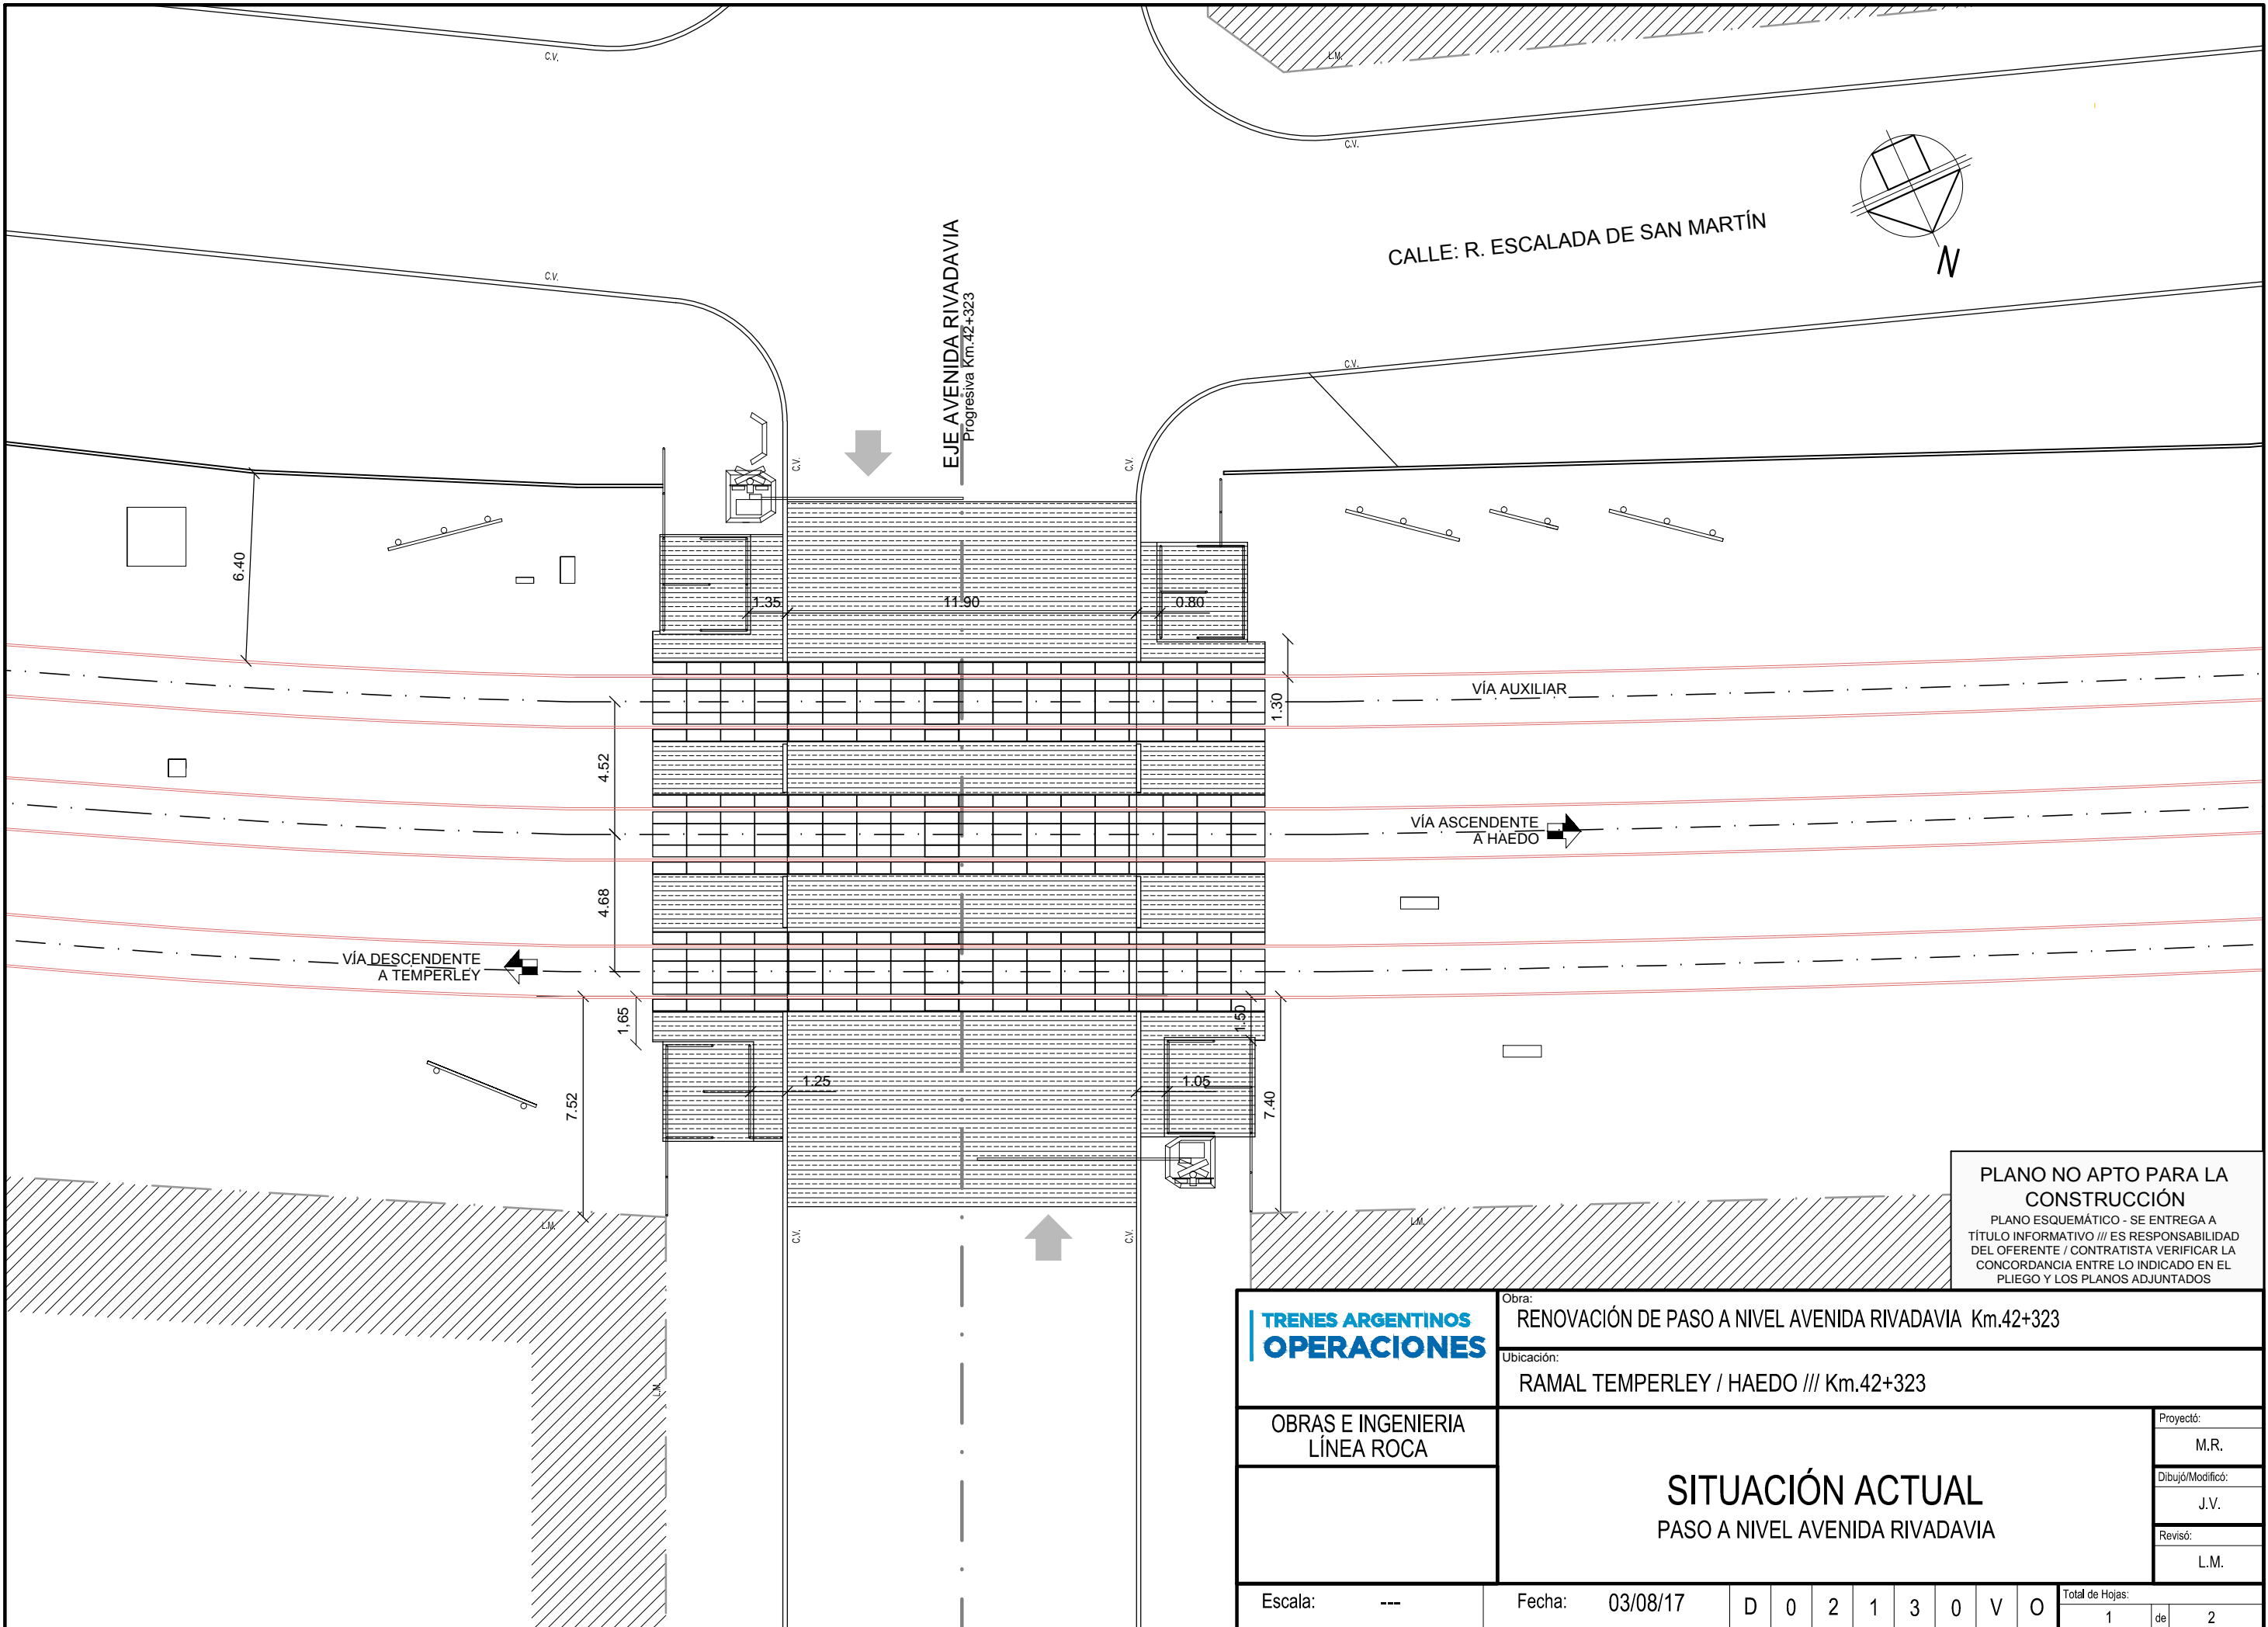 C.V.
L.M.
C.V.
C.V.
CALLE: R. ESCALADA DE SAN MARTÍN
N
EJE AVENIDA RIVADAVIA
Progresiva Km.42+323
C.V.
C.V.
C.V.
6.40
1.35
11.90
0.80
1.30
VÍA AUXILIAR
4.52
VÍA ASCENDENTE
A HAEDO
4.68
VÍA DESCENDENTE
A TEMPERLEY
1,65
1.50
7.52
1.25
1.05
7.40
L.M.
C.V.
C.V.
L.M.
L.M.
PLANO NO APTO PARA LA
CONSTRUCCIÓN
PLANO ESQUEMÁTICO - SE ENTREGA A
TÍTULO INFORMATIVO /// ES RESPONSABILIDAD
DEL OFERENTE / CONTRATISTA VERIFICAR LA
CONCORDANCIA ENTRE LO INDICADO EN EL
PLIEGO Y LOS PLANOS ADJUNTADOS
TRENES ARGENTINOS
OPERACIONES
Obra:
RENOVACIÓN DE PASO A NIVEL AVENIDA RIVADAVIA Km.42+323
Ubicación:
RAMAL TEMPERLEY / HAEDO /// Km.42+323
OBRAS E INGENIERIA
LÍNEA ROCA
SITUACIÓN ACTUAL
PASO A NIVEL AVENIDA RIVADAVIA
Proyectó:
M.R.
Dibujó/Modificó:
J.V.
Revisó:
L.M.
Escala: ---
Fecha: 03/08/17
D 0 2 1 3 0 V O
Total de Hojas:
1 de 2